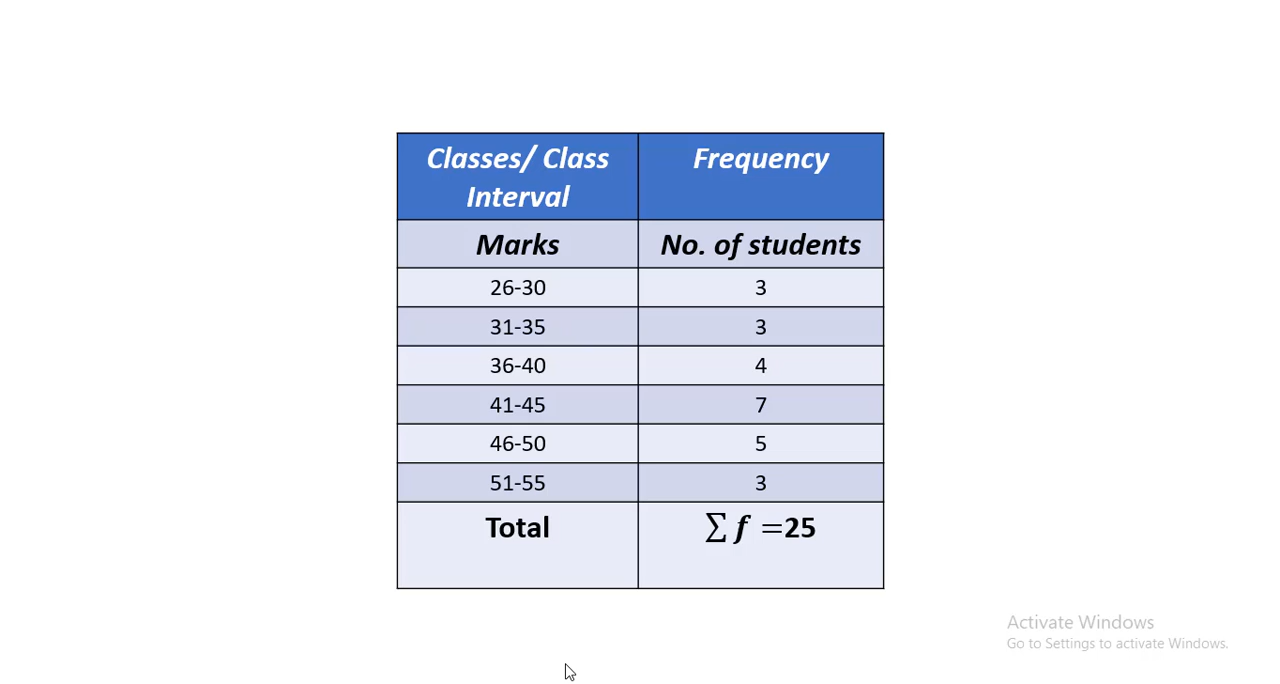 Classes/ Class
Interval
Frequency
Marks
No. of students
26-30
3
31-35
3
36-40
4
41-45
7
46-50
5
51-55
3
Total
∑ f =25
Activate Windows
Go to Settings to activate Windows.